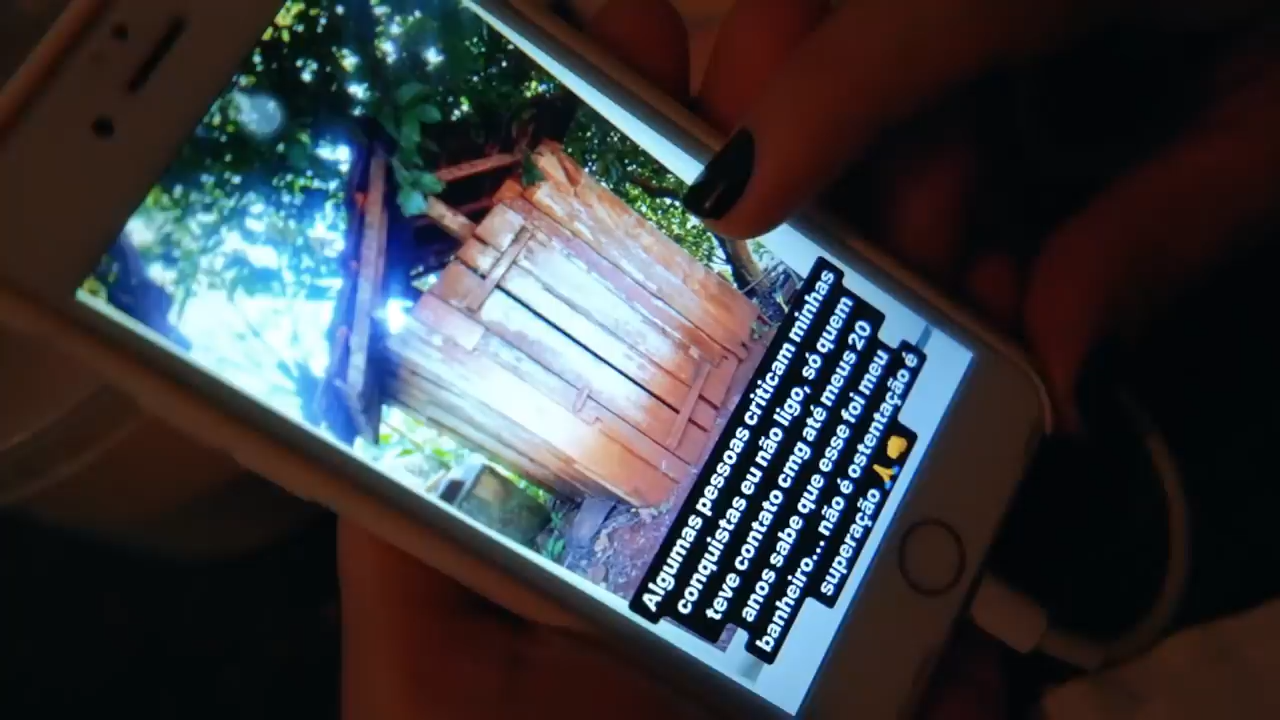 Algumas pessoas criticam minhas
conquistas eu não ligo, só quem
teve contato cmg até meus 20
anos sabe que esse foi meu
banheiro... não é ostentação é
superação 🙏💪